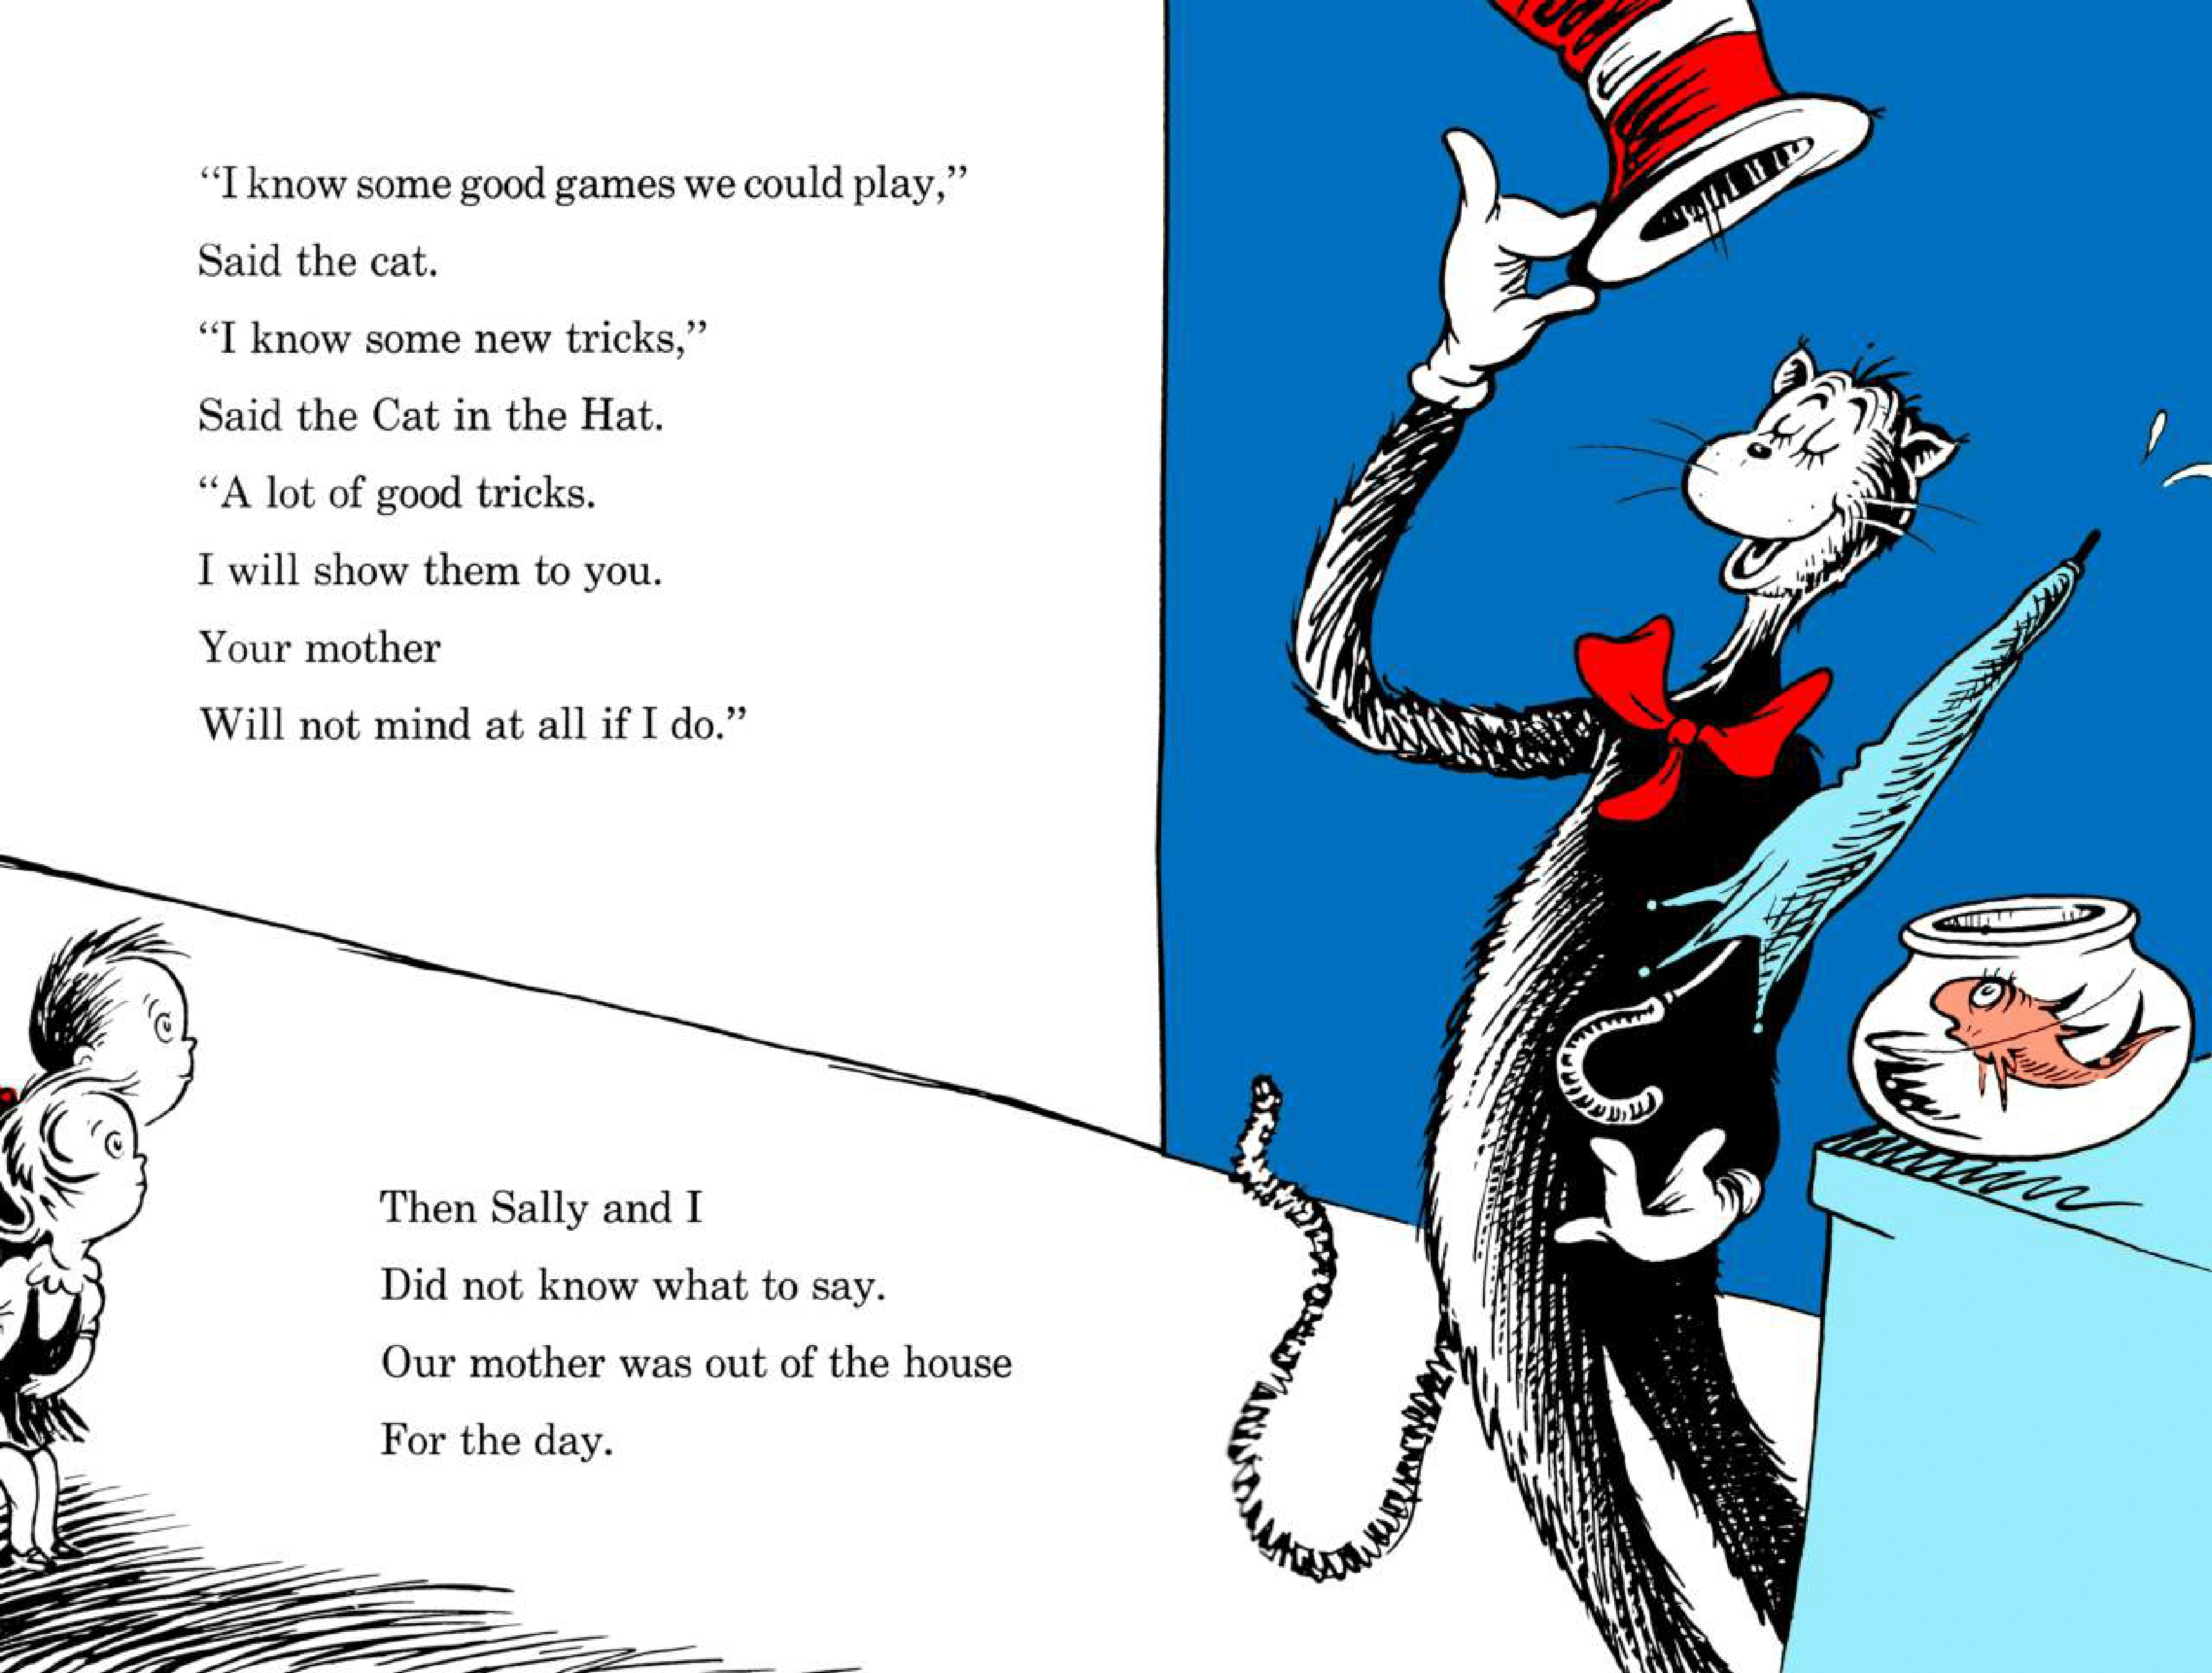 “I know some good games we could play,”
Said the cat.
“I know some new tricks,”
Said the Cat in the Hat.
“A lot of good tricks.
I will show them to you.
Your mother
Will not mind at all if I do.”
Then Sally and I
Did not know what to say.
Our mother was out of the house
For the day.